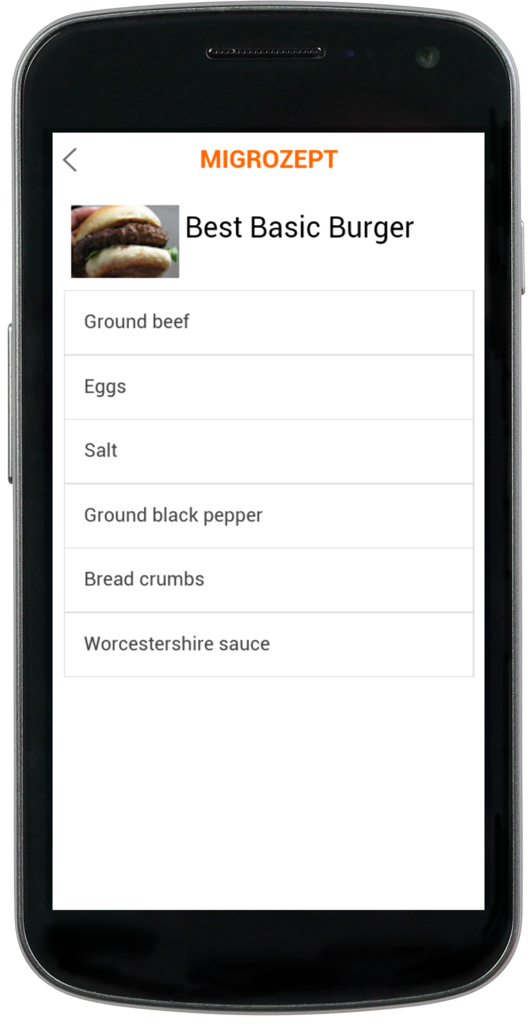 MIGROZEPT
Best Basic Burger
Ground beef
Eggs
Salt
Ground black pepper
Bread crumbs
Worcestershire sauce